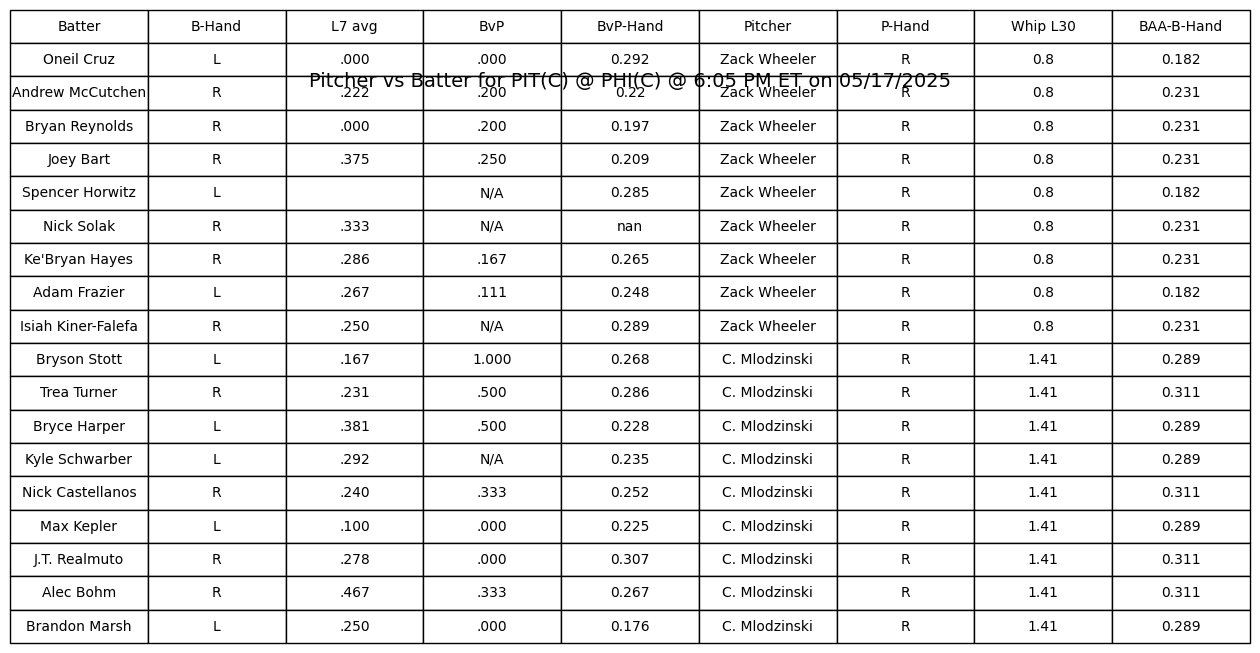 Batter B-Hand L7 avg BvP BvP-Hand Pitcher P-Hand Whip L30 BAA-B-Hand
Oneil Cruz L .000 .000 0.292 Zack Wheeler R 0.8 0.182
Pitcher vs Batter for PIT(C) @ PHI(C) @ 6:05 PM ET on 05/17/2025
Andrew McCutchen R .222 .200 0.22 Zack Wheeler R 0.8 0.231
Bryan Reynolds R .000 .200 0.197 Zack Wheeler R 0.8 0.231
Joey Bart R .375 .250 0.209 Zack Wheeler R 0.8 0.231
Spencer Horwitz L N/A 0.285 Zack Wheeler R 0.8 0.182
Nick Solak R .333 N/A nan Zack Wheeler R 0.8 0.231
Ke'Bryan Hayes R .286 .167 0.265 Zack Wheeler R 0.8 0.231
Adam Frazier L .267 .111 0.248 Zack Wheeler R 0.8 0.182
Isiah Kiner-Falefa R .250 N/A 0.289 Zack Wheeler R 0.8 0.231
Bryson Stott L .167 1.000 0.268 C. Mlodzinski R 1.41 0.289
Trea Turner R .231 .500 0.286 C. Mlodzinski R 1.41 0.311
Bryce Harper L .381 .500 0.228 C. Mlodzinski R 1.41 0.289
Kyle Schwarber L .292 N/A 0.235 C. Mlodzinski R 1.41 0.289
Nick Castellanos R .240 .333 0.252 C. Mlodzinski R 1.41 0.311
Max Kepler L .100 .000 0.225 C. Mlodzinski R 1.41 0.289
J.T. Realmuto R .278 .000 0.307 C. Mlodzinski R 1.41 0.311
Alec Bohm R .467 .333 0.267 C. Mlodzinski R 1.41 0.311
Brandon Marsh L .250 .000 0.176 C. Mlodzinski R 1.41 0.289